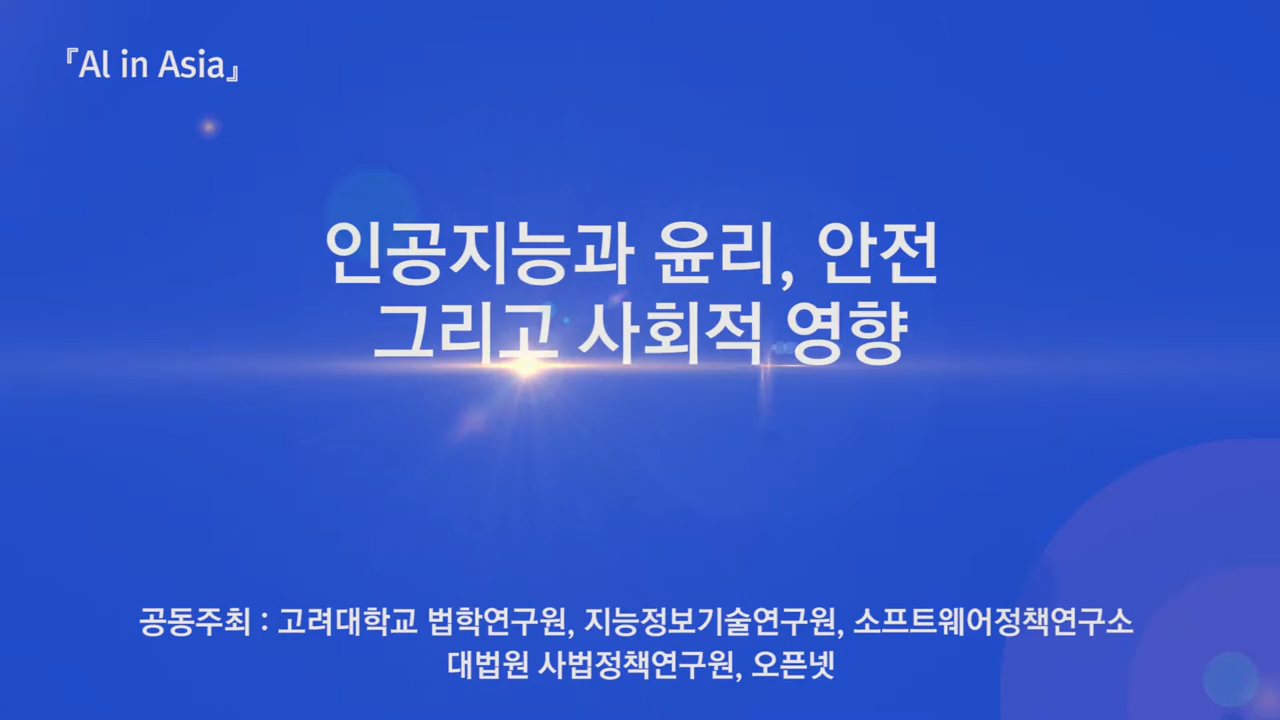 『AI in Asia』
인공지능과 윤리, 안전
그리고 사회적 영향
공동주최 : 고려대학교 법학연구원, 지능정보기술연구원, 소프트웨어정책연구소
대법원 사법정책연구원, 오픈넷